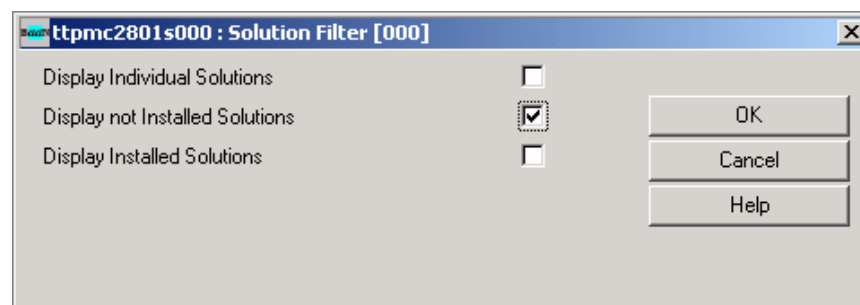 ttpmc2801s000 : Solution Filter [000]
Display Individual Solutions
Display not Installed Solutions
Display Installed Solutions
OK
Cancel
Help